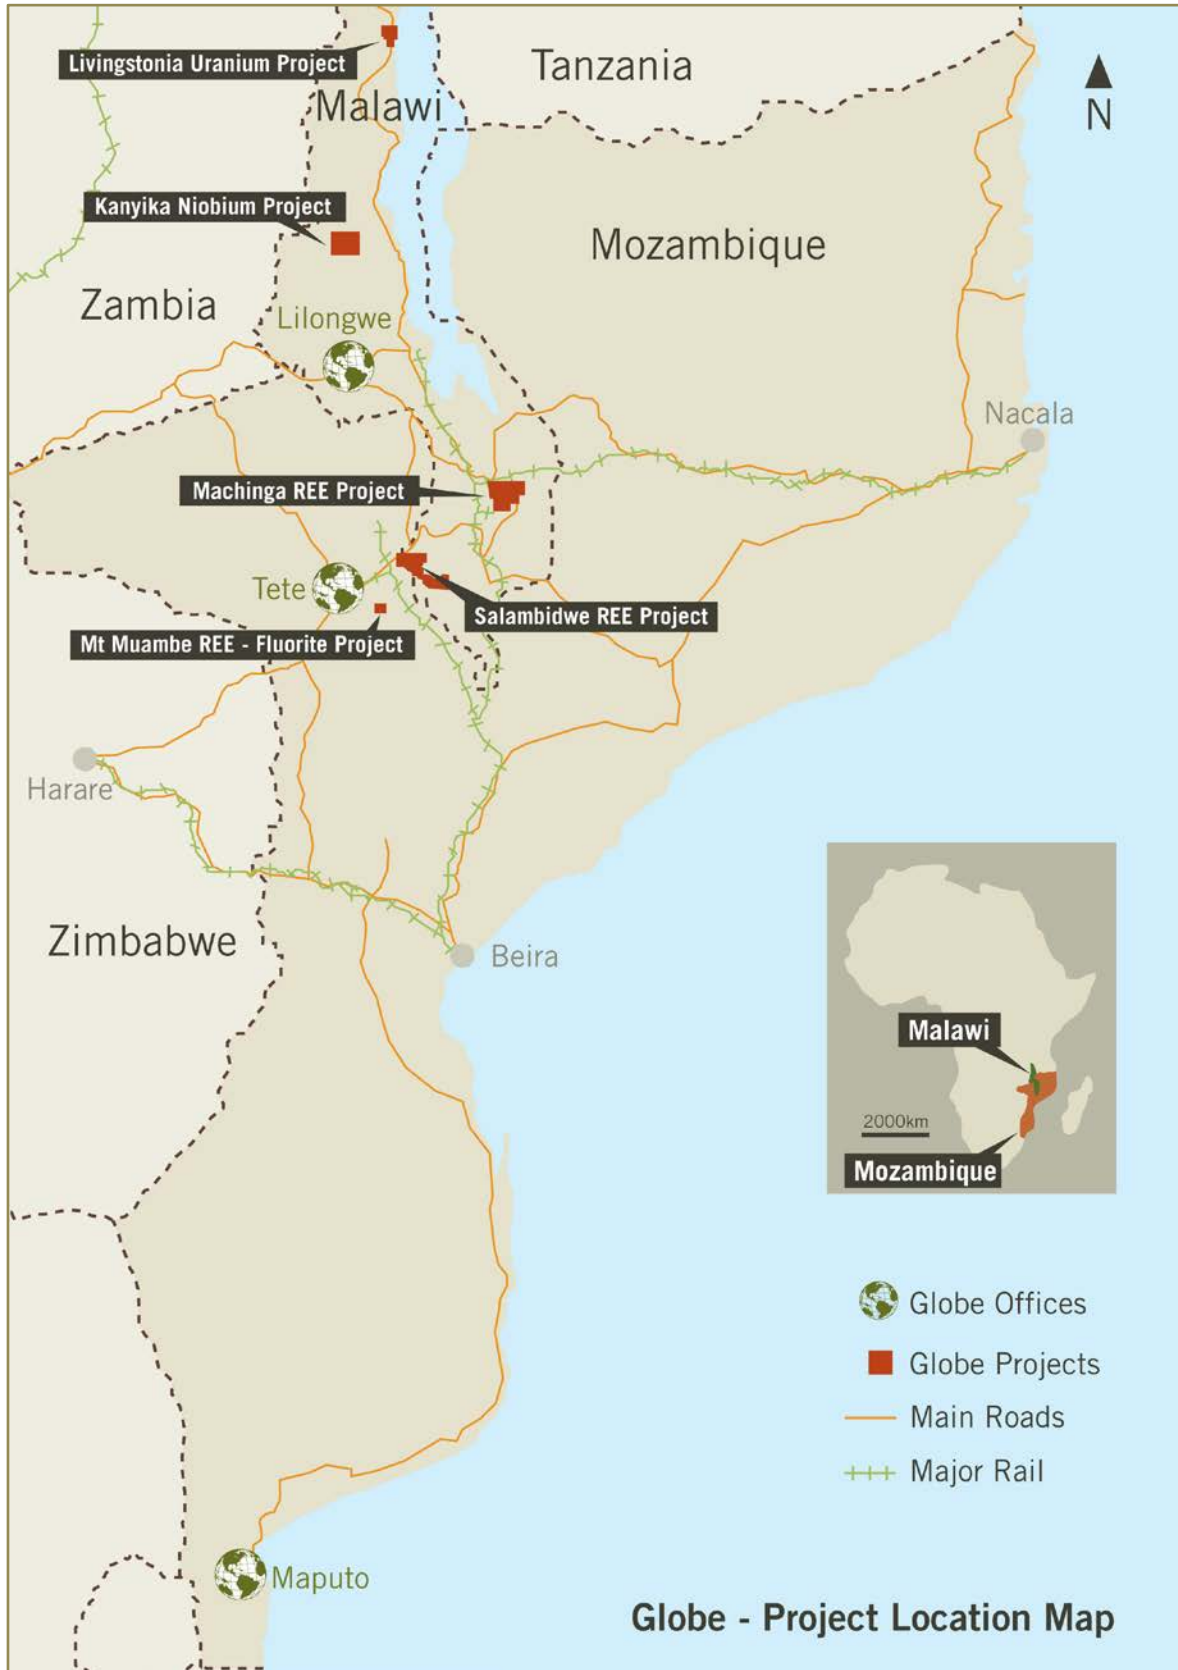 Livingstonia Uranium Project
Tanzania
Malawi
N
Kanyika Niobium Project
Mozambique
Zambia
Lilongwe
Nacala
Machinga REE Project
Tete
Salambidwe REE Project
Mt Muambe REE - Fluorite Project
Harare
Zimbabwe
Beira
Malawi
2000km
Mozambique
Globe Offices
Globe Projects
Main Roads
Major Rail
Maputo
Globe - Project Location Map